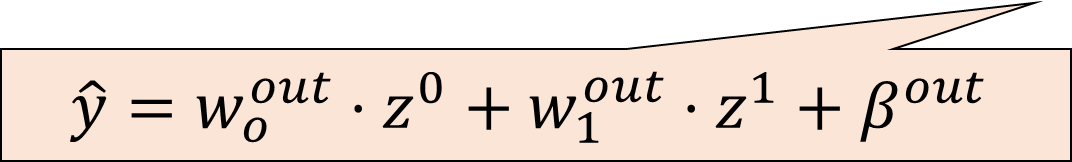 ŷ = w_o^{out} · z^0 + w_1^{out} · z^1 + β^{out}